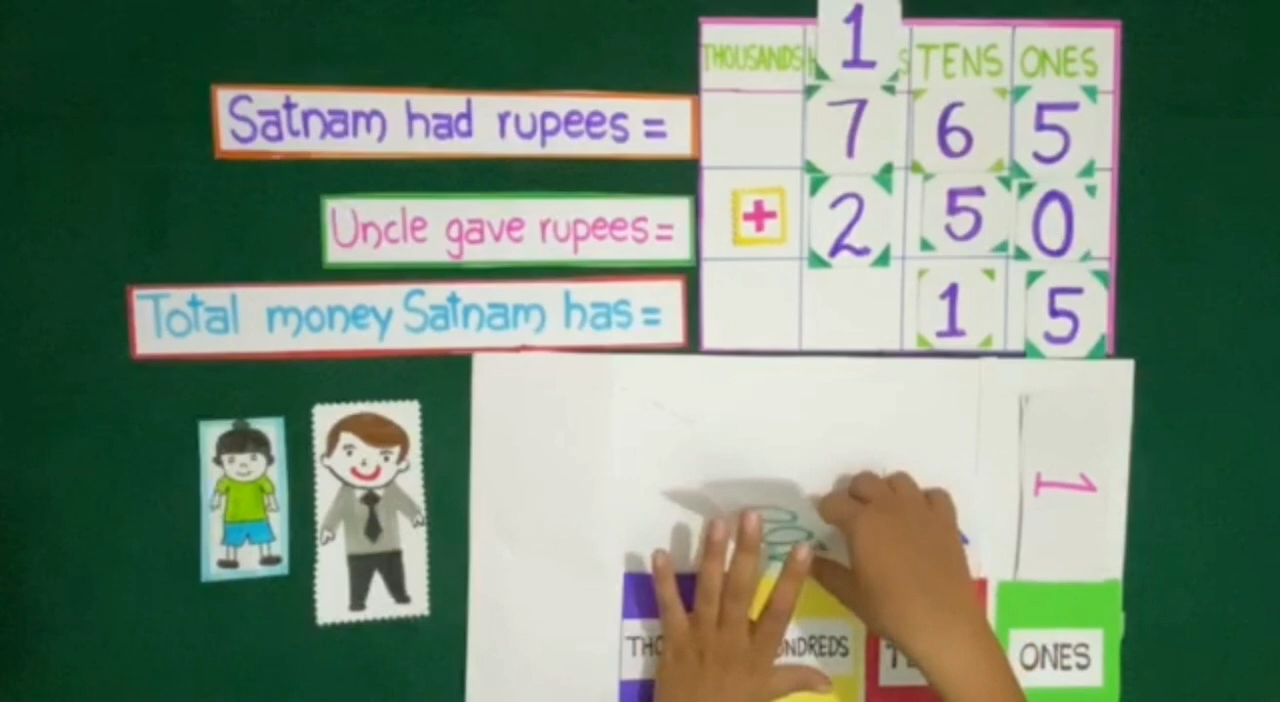 1
THOUSANDS TENS ONES
Satnam had rupees = 7 6 5
Uncle gave rupees = + 2 5 0
Total money Satnam has = 1 5
1
ONES